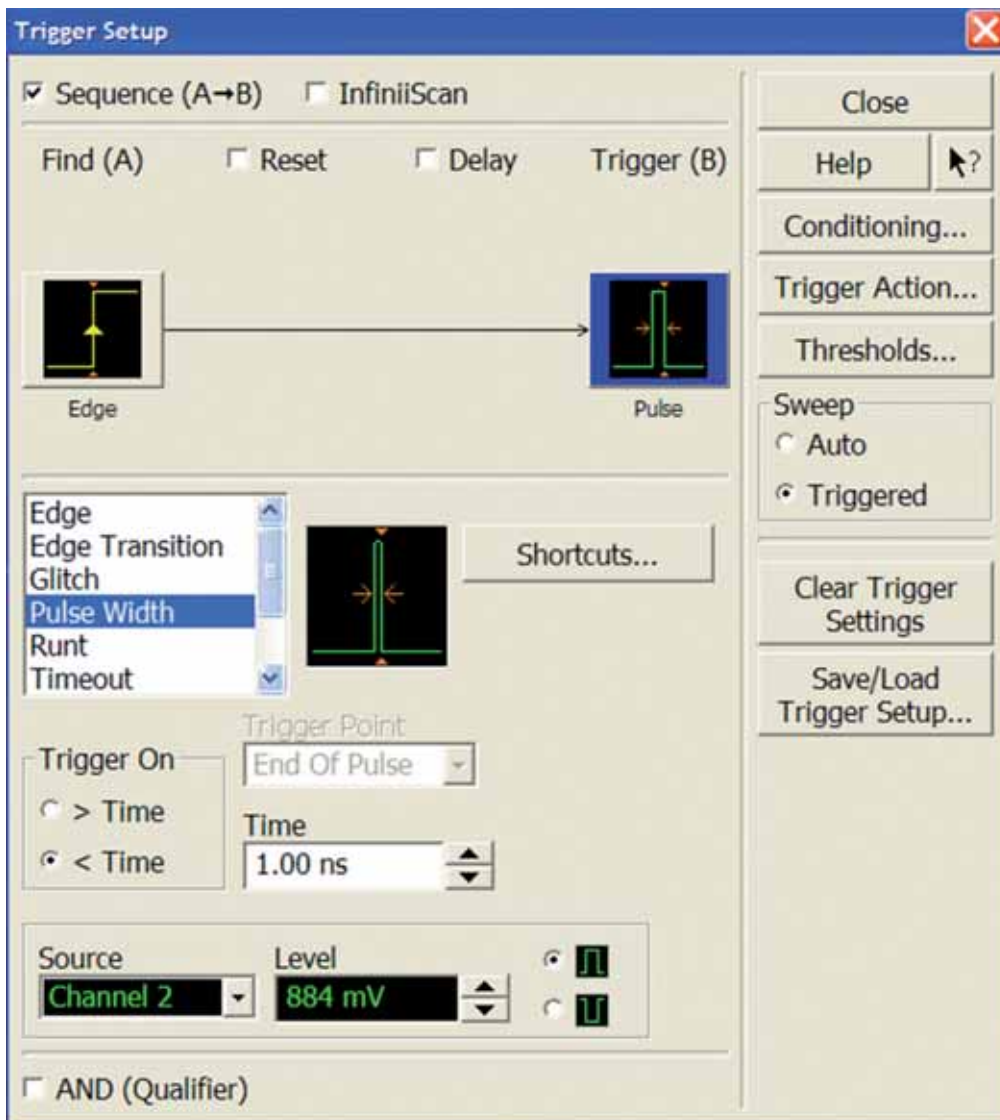 Trigger Setup
Sequence (A→B)
InfiniiScan
Find (A)
Reset
Delay
Trigger (B)
Edge
Pulse
Edge
Edge Transition
Glitch
Pulse Width
Runt
Timeout
Shortcuts...
Trigger On
> Time
< Time
Trigger Point
End Of Pulse
Time
1.00 ns
Source
Channel 2
Level
884 mV
AND (Qualifier)
Close
Help
?
Conditioning...
Trigger Action...
Thresholds...
Sweep
Auto
Triggered
Clear Trigger
Settings
Save/Load
Trigger Setup...